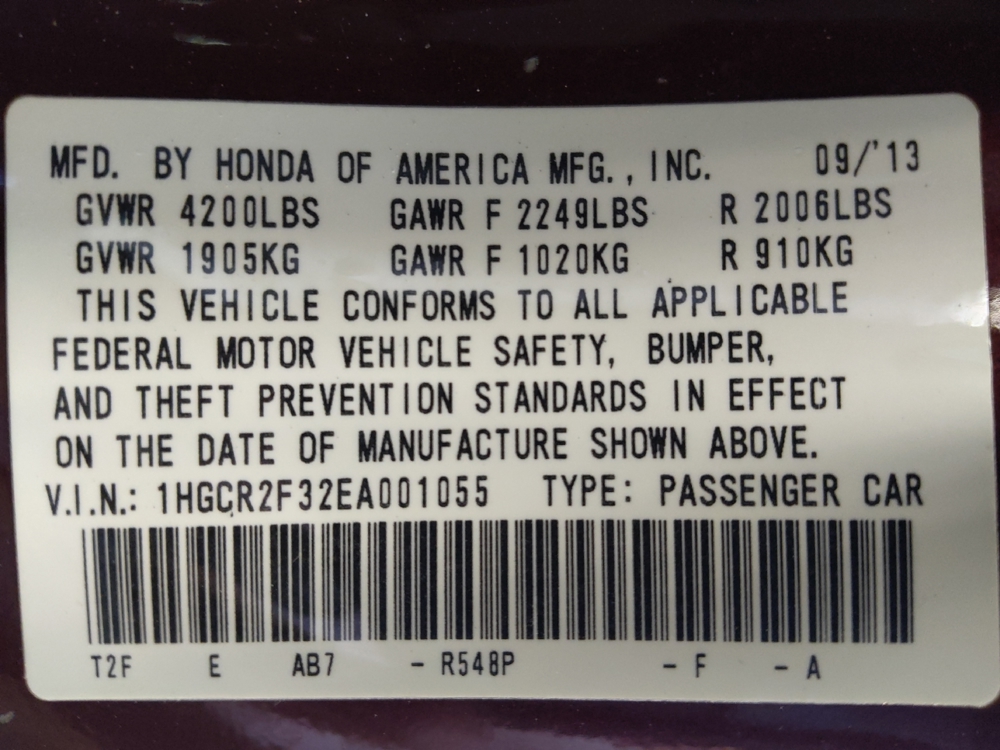 MFD. BY HONDA OF AMERICA MFG., INC. 09/'13
GVWR 4200LBS GAWR F 2249LBS R 2006LBS
GVWR 1905KG GAWR F 1020KG R 910KG
THIS VEHICLE CONFORMS TO ALL APPLICABLE
FEDERAL MOTOR VEHICLE SAFETY, BUMPER,
AND THEFT PREVENTION STANDARDS IN EFFECT
ON THE DATE OF MANUFACTURE SHOWN ABOVE.
V.I.N.: 1HGCR2F32EA001055 TYPE: PASSENGER CAR
T2F E AB7 - R548P - F - A